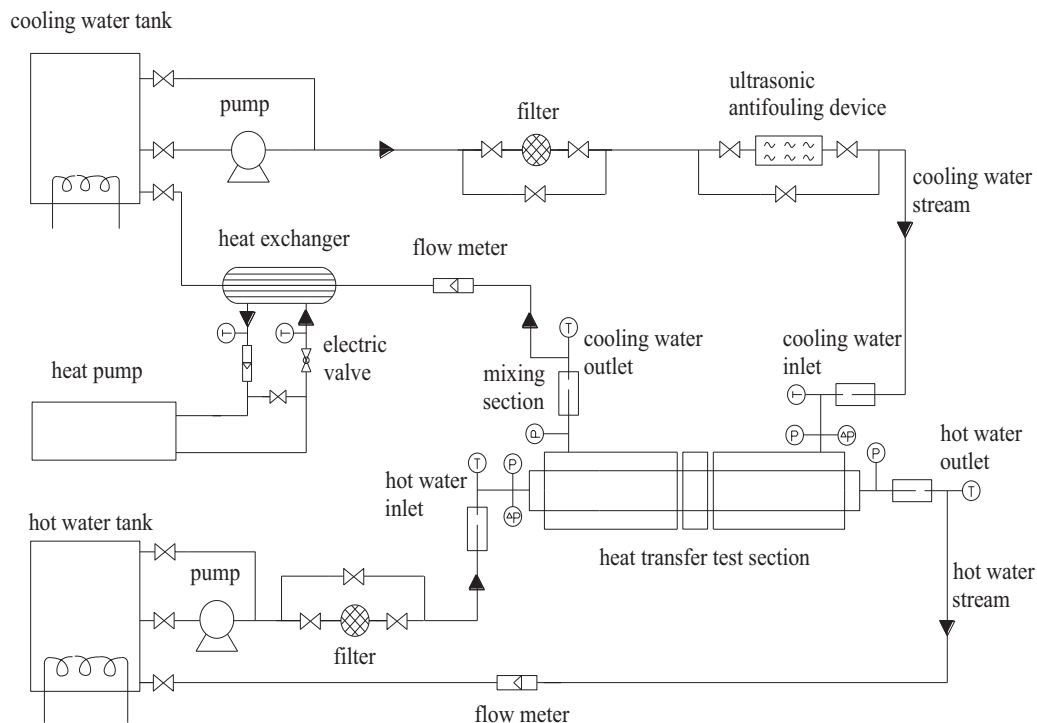 cooling water tank
pump
filter
ultrasonic
antifouling device
cooling water
stream
heat exchanger
flow meter
T
T
electric
valve
heat pump
T
cooling water
outlet
mixing
section
P
cooling water
inlet
T
P
Δp
P
hot water
outlet
T
T
P
Δp
hot water
inlet
heat transfer test section
hot water tank
pump
filter
hot water
stream
flow meter